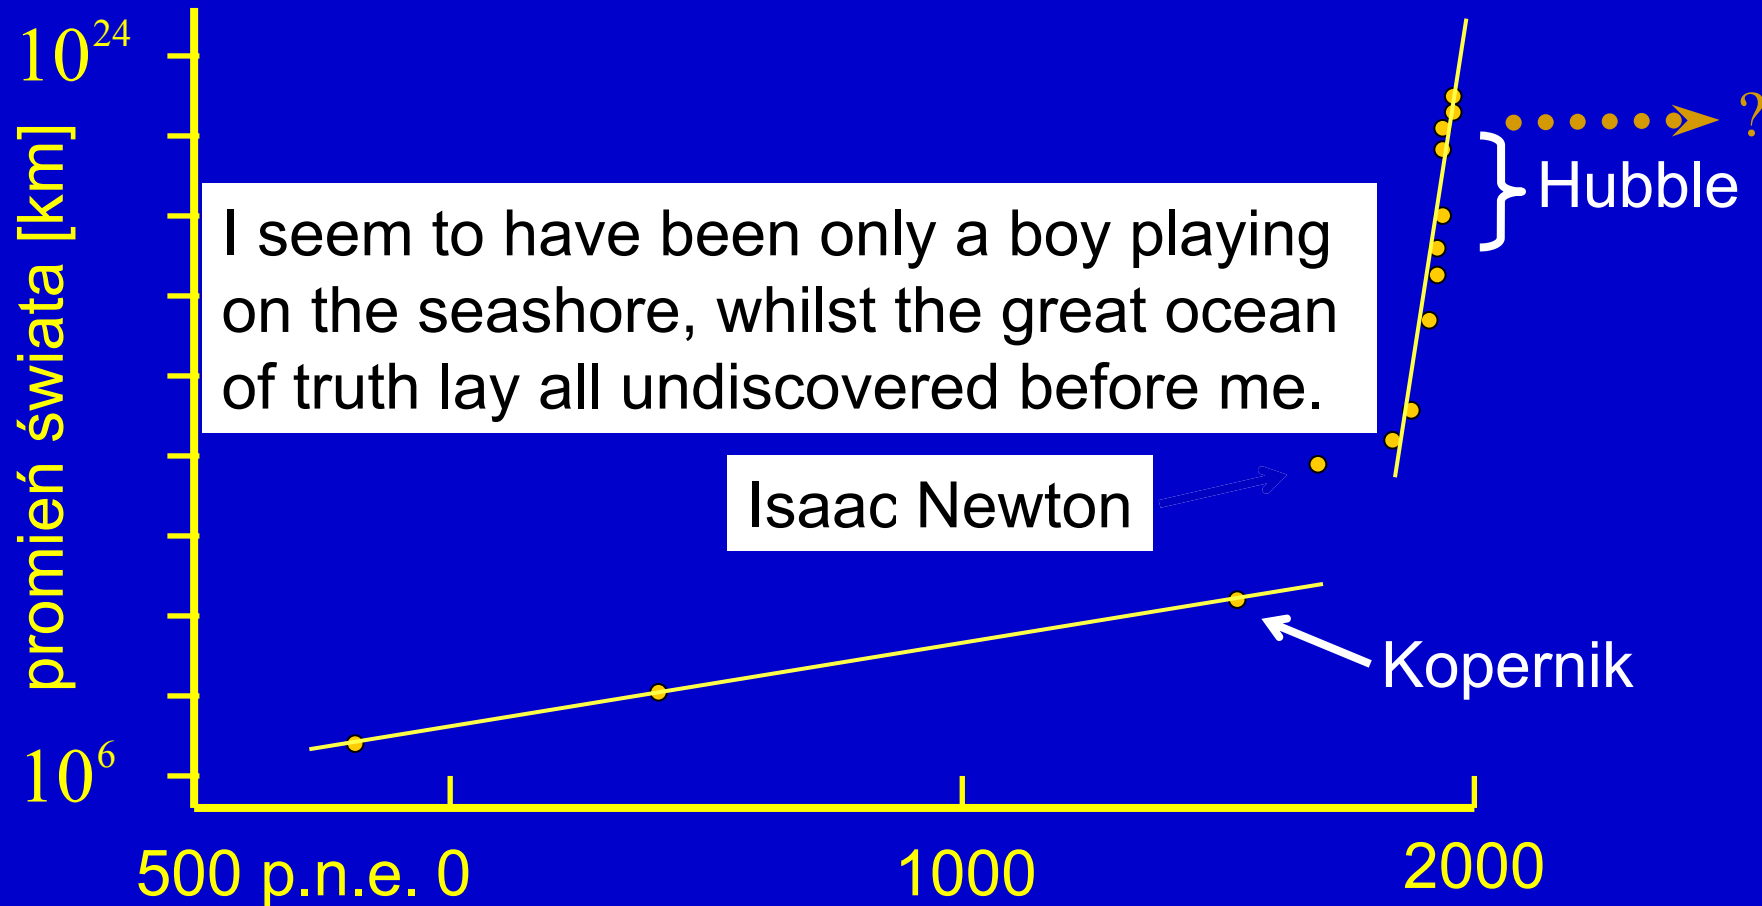 10^24
promień świata [km]
10^6
500 p.n.e. 0
1000
2000
I seem to have been only a boy playing
on the seashore, whilst the great ocean
of truth lay all undiscovered before me.
Isaac Newton
Kopernik
Hubble
?